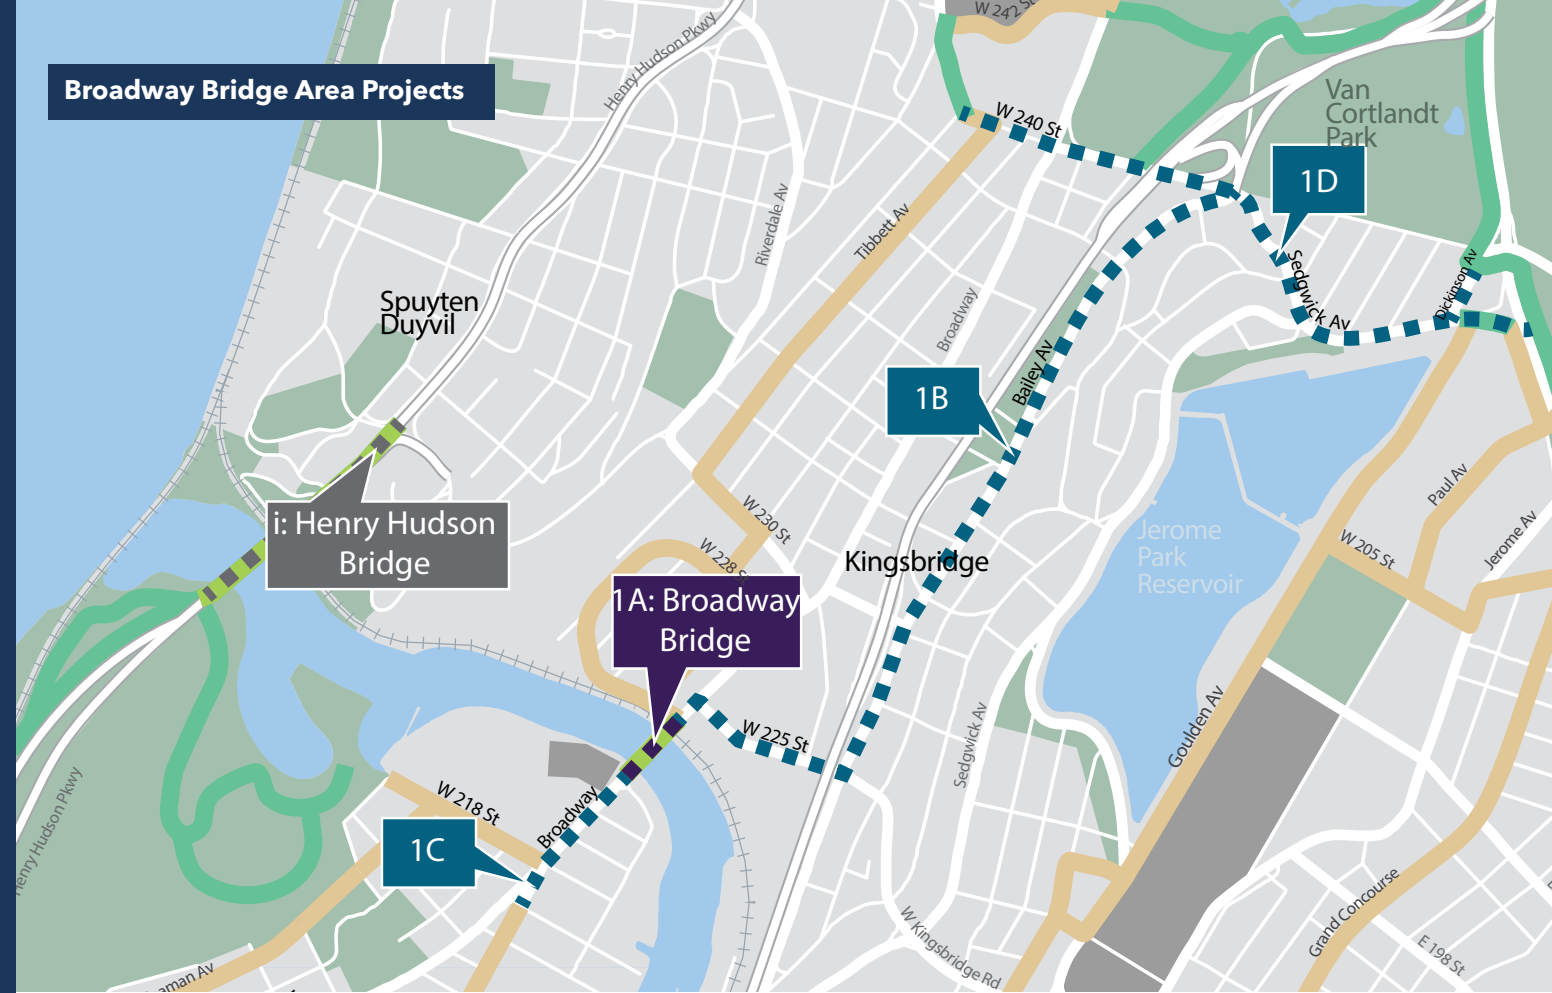 W 242 St
Henry Hudson Pkwy
Broadway Bridge Area Projects
Van
Cortlandt
Park
W 240 St
1D
Riverdale Av
Tibbett Av
Sedgwick Av
Dickinson Av
Spuyten
Duyvil
Broadway
Bailey Av
1B
Paul Av
W 230 St
Jerome Av
i: Henry Hudson
Bridge
Jerome
Park
Reservoir
W 205 St
W 228 St
Kingsbridge
1A: Broadway
Bridge
Goulden Av
W 225 St
Sedgwick Av
Henry Hudson Pkwy
W 218 St
Broadway
1C
Grand Concourse
W Kingsbridge Rd
E 198 St
aman Av